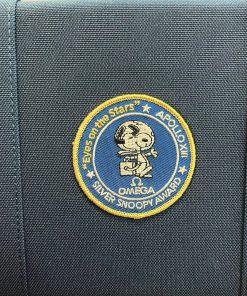 "Eyes on the Stars" ★ APOLLO XIII ★
Ω
OMEGA
SILVER SNOOPY AWARD